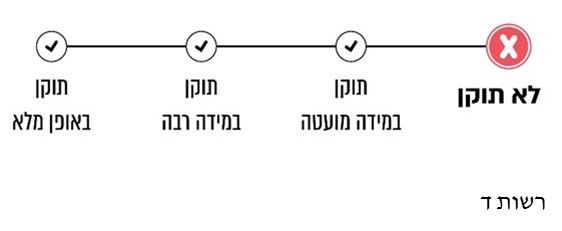 לא תוקן
תוקן
במידה מועטה
תוקן
במידה רבה
תוקן
באופן מלא
רשות ד